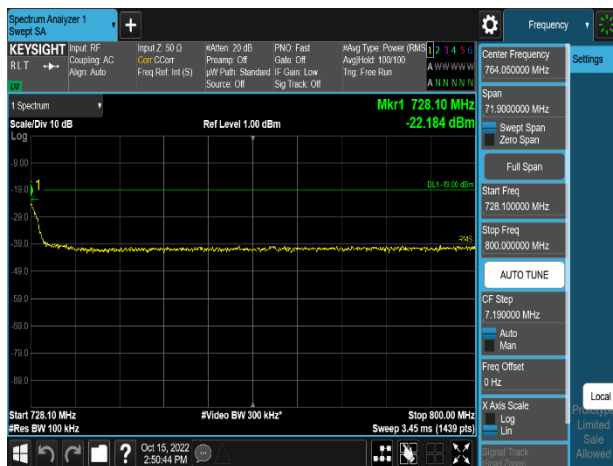 Spectrum Analyzer 1
Swept SA
Frequency
KEYSIGHT
RLT
LXI
Input: RF
Coupling: AC
Align: Auto
Input Z: 50 Ω
Corr CCorr
Freq Ref: Int (S)
#Atten: 20 dB
Preamp: Off
µW Path: Standard
Source: Off
PNO: Fast
Gate: Off
IF Gain: Low
Sig Track: Off
#Avg Type: Power (RMS
Avg|Hold: 100/100
Trig: Free Run
1 2 3 4 5 6
A W W W W W
A N N N N N
1 Spectrum
Scale/Div 10 dB
Ref Level 1.00 dBm
Mkr1 728.10 MHz
-22.184 dBm
Log
-9.00
-19.0
-29.0
-39.0
-49.0
-59.0
-69.0
-79.0
-89.0
1
DL1 -19.00 dBm
RMS
Start 728.10 MHz
#Res BW 100 kHz
#Video BW 300 kHz*
Stop 800.00 MHz
Sweep 3.45 ms (1439 pts)
?
Oct 15, 2022
2:50:44 PM
Center Frequency
764.050000 MHz
Span
71.9000000 MHz
Swept Span
Zero Span
Full Span
Start Freq
728.100000 MHz
Stop Freq
800.000000 MHz
AUTO TUNE
CF Step
7.190000 MHz
Auto
Man
Freq Offset
0 Hz
X Axis Scale
Log
Lin
Signal Track
(Span Zoom)
Settings
Local
Prototype
Limited
Sale
Allowed